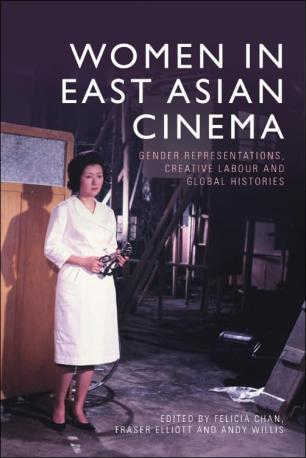 WOMEN IN
EAST ASIAN
CINEMA
GENDER REPRESENTATIONS,
CREATIVE LABOUR AND
GLOBAL HISTORIES
EDITED BY FELICIA CHAN,
FRASER ELLIOTT AND ANDY WILLIS